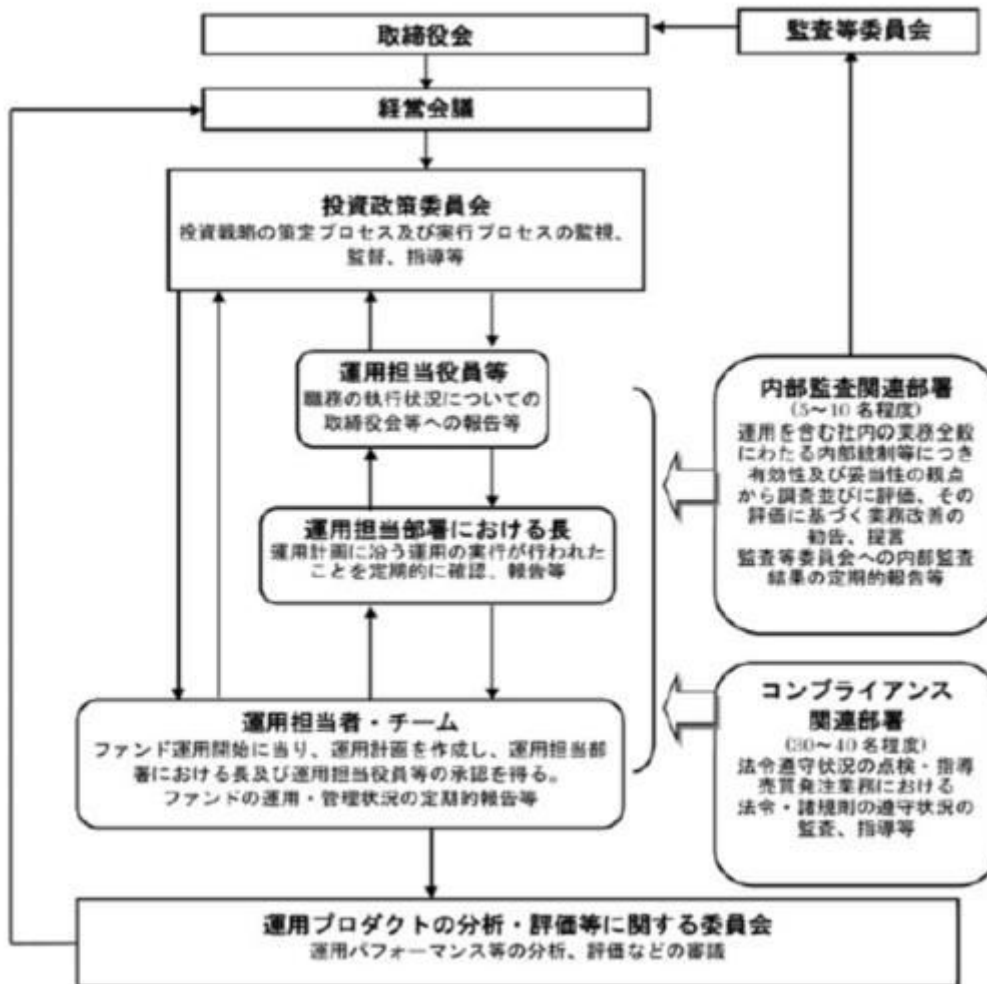 取締役会
監査等委員会
経営会議
投資政策委員会
投資戦略の策定プロセス及び実行プロセスの監視、
監督、指導等
運用担当役員等
職務の執行状況についての
取締役会等への報告等
運用担当部署における長
運用計画に沿う運用の実行が行われた
ことを定期的に確認、報告等
運用担当者・チーム
ファンド運用開始に当り、運用計画を作成し、運用担当部
署における長及び運用担当役員等の承認を得る。
ファンドの運用・管理状況の定期的報告等
内部監査関連部署
(5～10 名程度)
運用を含む社内の業務全般
にわたる内部統制等につき
有効性及び妥当性の観点
から調査並びに評価、その
評価に基づく業務改善の
勧告、提言
監査等委員会への内部監査
結果の定期的報告等
コンプライアンス
関連部署
(30～40 名程度)
法令遵守状況の点検・指導
売買発注業務における
法令・諸規則の遵守状況の
監査、指導等
運用プロダクトの分析・評価等に関する委員会
運用パフォーマンス等の分析、評価などの審議